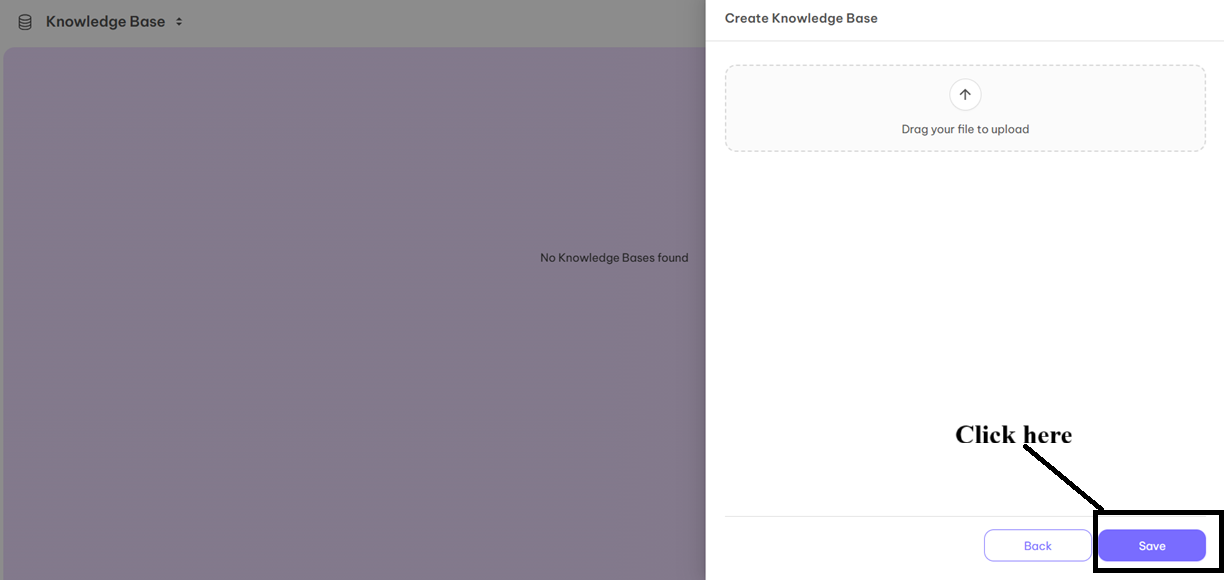 Knowledge Base
Create Knowledge Base
Drag your file to upload
No Knowledge Bases found
Click here
Back
Save